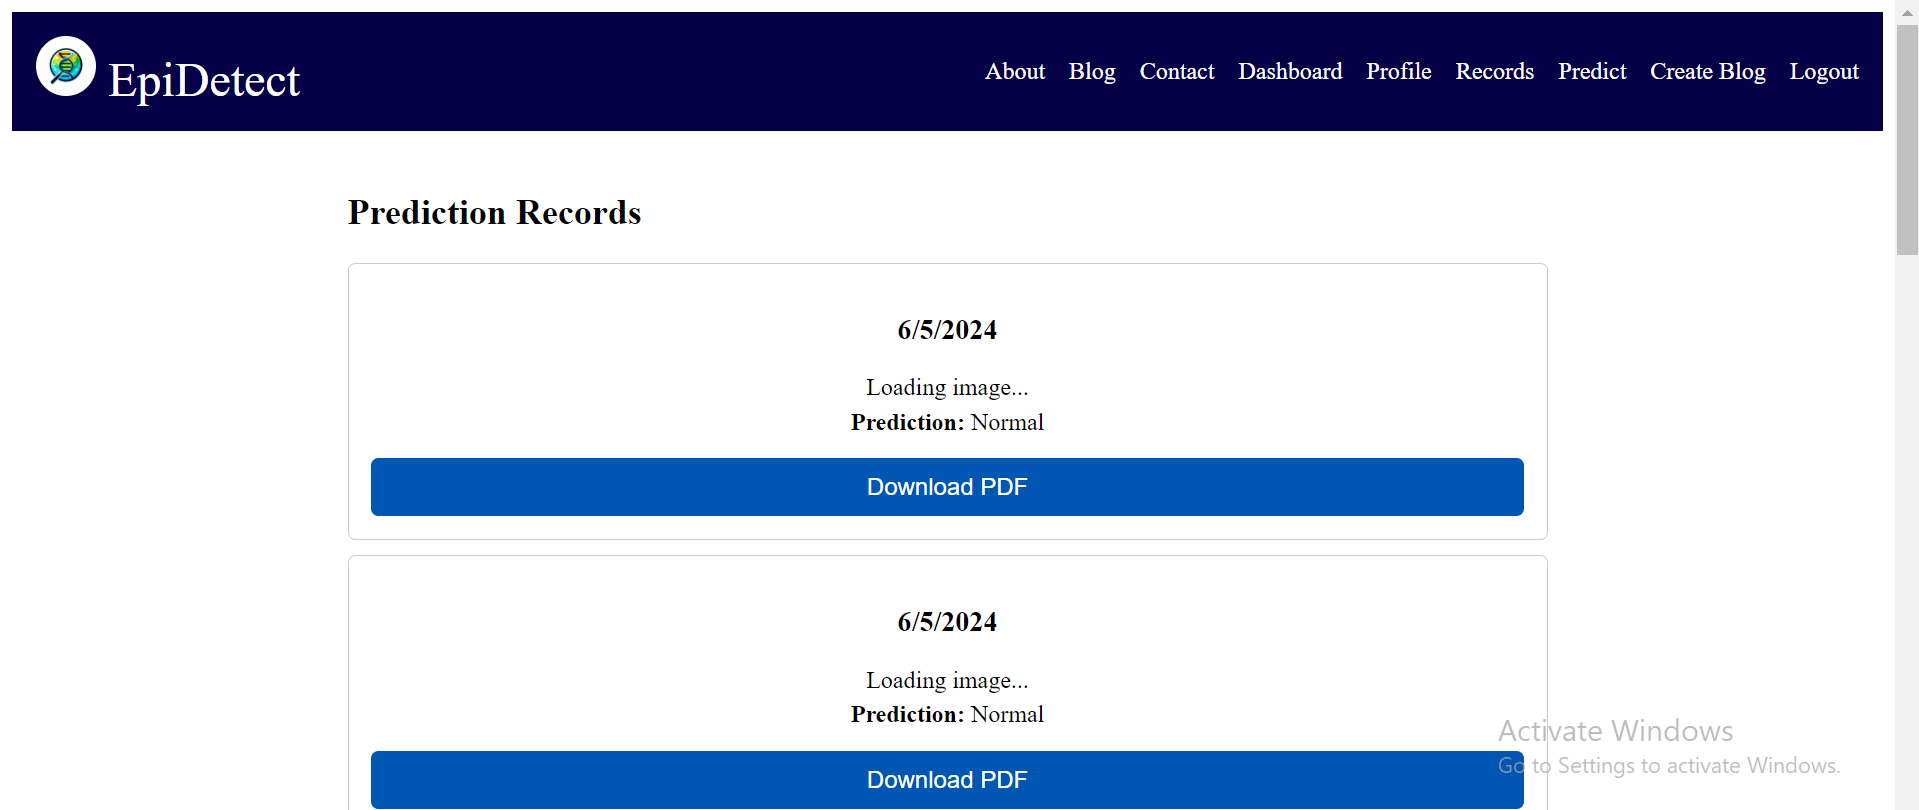 EpiDetect
About Blog Contact Dashboard Profile Records Predict Create Blog Logout
Prediction Records
6/5/2024
Loading image...
Prediction: Normal
Download PDF
6/5/2024
Loading image...
Prediction: Normal
Download PDF
Activate Windows
Go to Settings to activate Windows.